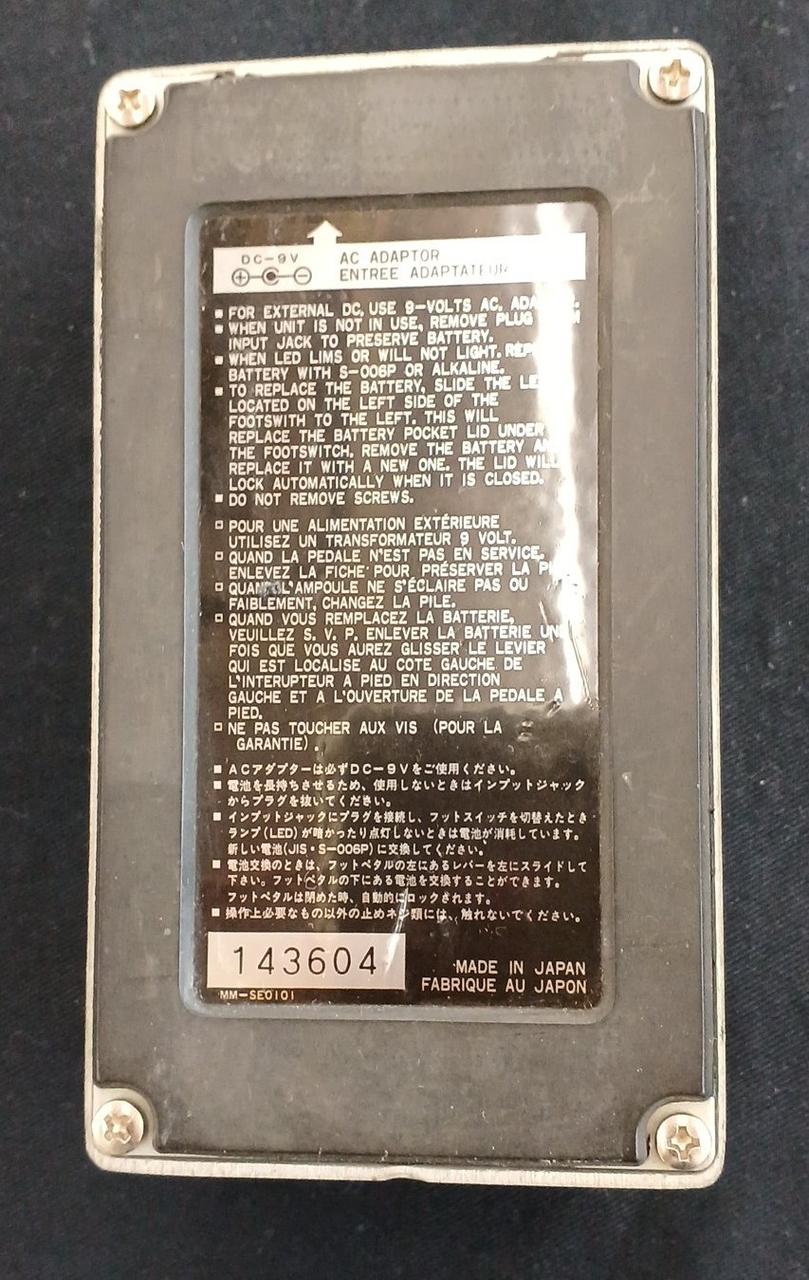 DC-9V
AC ADAPTOR
ENTREE ADAPTATEUR
■ FOR EXTERNAL DC, USE 9-VOLTS AC,
■ WHEN UNIT IS NOT IN USE, REMOVE PLUG
INPUT JACK TO PRESERVE BATTERY.
■ WHEN LED LIMS OR WILL NOT LIGHT.
BATTERY WITH S-006P OR ALKALINE.
■ TO REPLACE THE BATTERY, SLIDE THE
LOCATED ON THE LEFT SIDE OF THE
FOOTSWITH TO THE LEFT. THIS WILL
REPLACE THE BATTERY POCKET LID UNDER
THE FOOTSWITCH. REMOVE THE BATTERY
REPLACE IT WITH A NEW ONE. THE LID WILL
LOCK AUTOMATICALLY WHEN IT IS CLOSED.
■ DO NOT REMOVE SCREWS.
□ POUR UNE ALIMENTATION EXTÉRIEURE
UTILISEZ UN TRANSFORMATEUR 9 VOLT.
□ QUAND LA PEDALE N'EST PAS EN SERVICE.
ENLEVEZ LA FICHE POUR PRÉSERVER LA
□ L'AMPOULE NE S'ÉCLAIRE PAS OU
FAIBLEMENT, CHANGEZ LA PILE.
□ QUAND VOUS REMPLACEZ LA BATTERIE,
VEUILLEZ S. V. P. ENLEVER LA BATTERIE
FOIS QUE VOUS AUREZ GLISSER LE LEVIER
QUI EST LOCALISE AU COTE GAUCHE DE
L'INTERUPTEUR A PIED EN DIRECTION
GAUCHE ET A L'OUVERTURE DE LA PEDALE A
PIED.
□ NE PAS TOUCHER AUX VIS (POUR LA
GARANTIE).
■ ACアダプターは必ずDC-9Vをご使用ください。
■ 電池を長持ちさせるため、使用しないときはインプットジャック
からプラグを抜いてください。
■ インプットジャックにプラグを接続し、フットスイッチを切替えたとき
ランプ(LED)が暗かったり点灯しないときは電池が消耗しています。
新しい電池(JIS・S-006P)に交換してください。
■ 電池交換のときは、フットペタルの左にあるレバーを左にスライドして
下さい。フットペタルの下にある電池を交換することができます。
フットペタルは閉めた時、自動的にロックされます。
■ 操作上必要なもの以外の止めネジ類には、触れないでください。
143604
MM-SE0101
MADE IN JAPAN
FABRIQUE AU JAPON